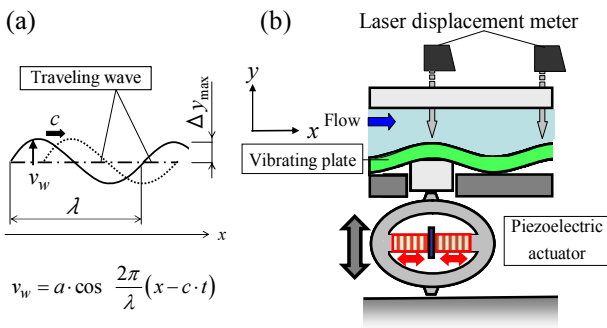 (a)
Traveling wave
c
Δy_max
v_w
λ
x
v_w = a · cos 2π/λ (x − c · t)
(b)
Laser displacement meter
y
x
Flow
Vibrating plate
Piezoelectric
actuator